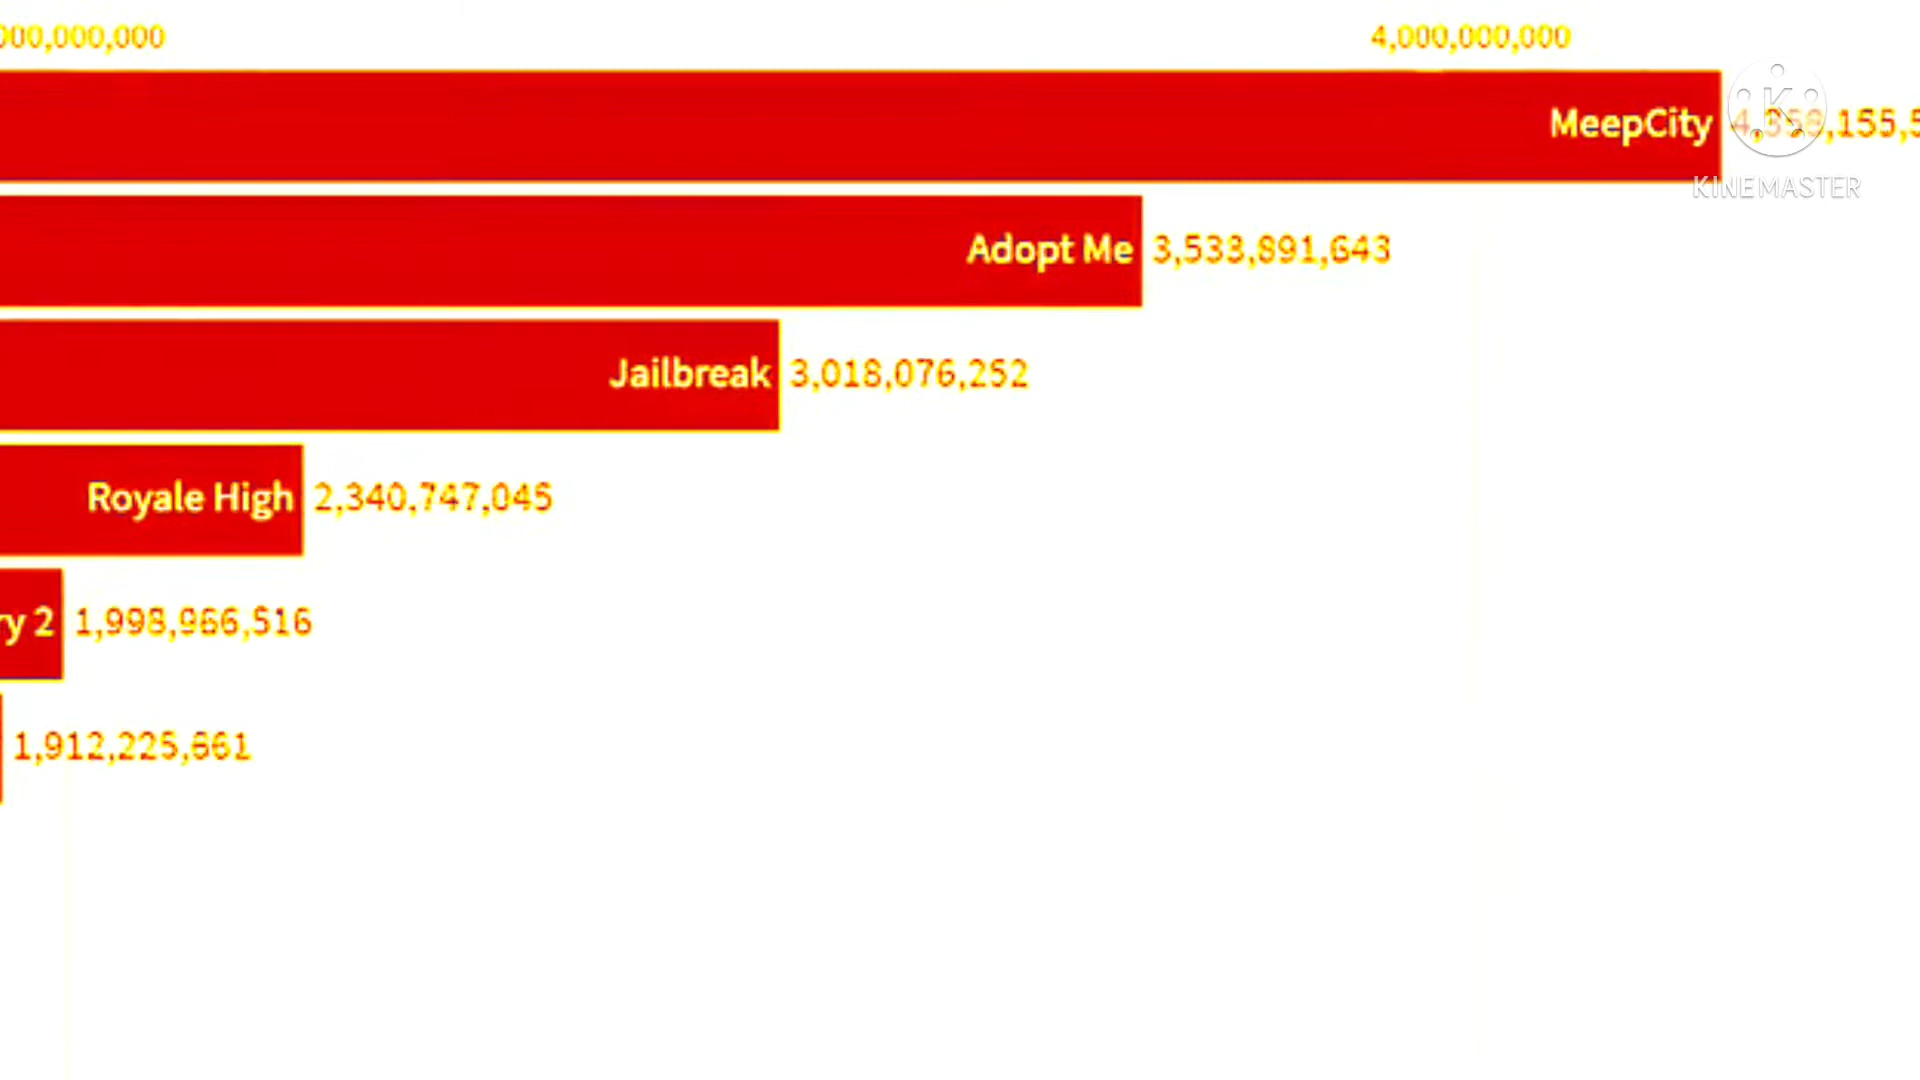 000,000,000 4,000,000,000
MeepCity
KINEMASTER
Adopt Me 3,533,891,643
Jailbreak 3,018,076,252
Royale High 2,340,747,045
ry 2 1,998,966,516
1,912,225,661